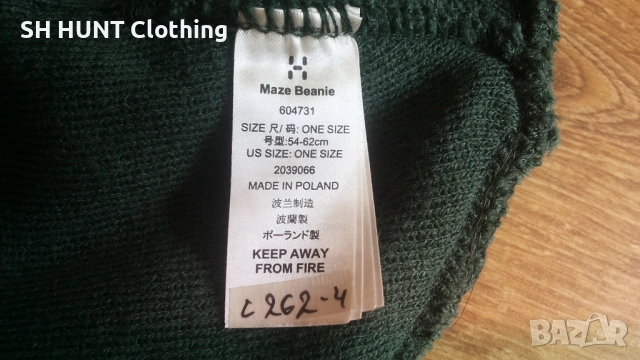 SH HUNT Clothing
Maze Beanie
604731
SIZE 尺/ 码: ONE SIZE
号型:54-62cm
US SIZE: ONE SIZE
2039066
MADE IN POLAND
波兰制造
波蘭製
ポーランド製
KEEP AWAY
FROM FIRE
c 262-4
BAZAR